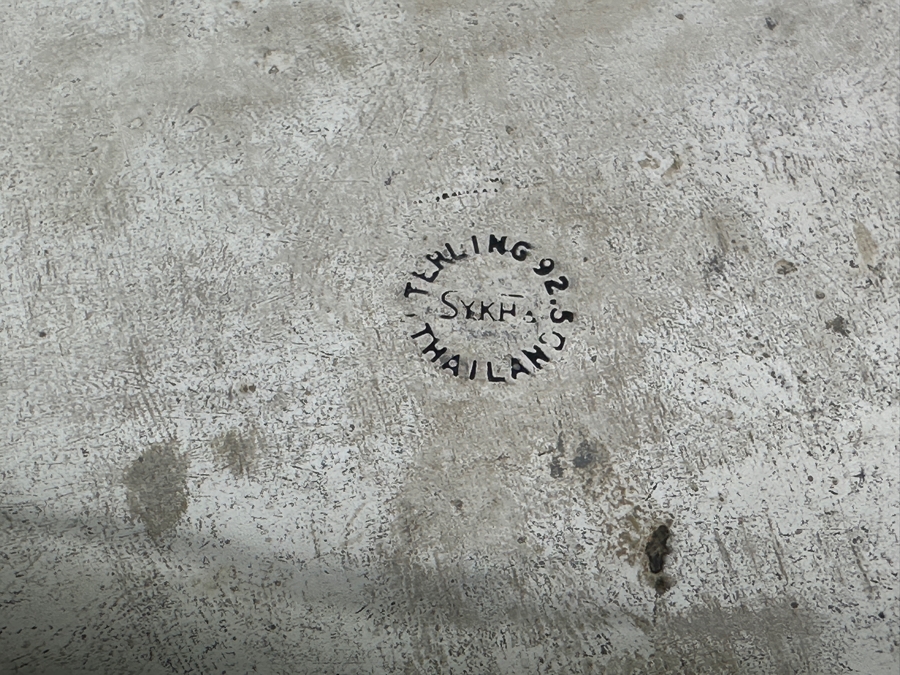 TERLING 92.5
SYKH
THAILAND